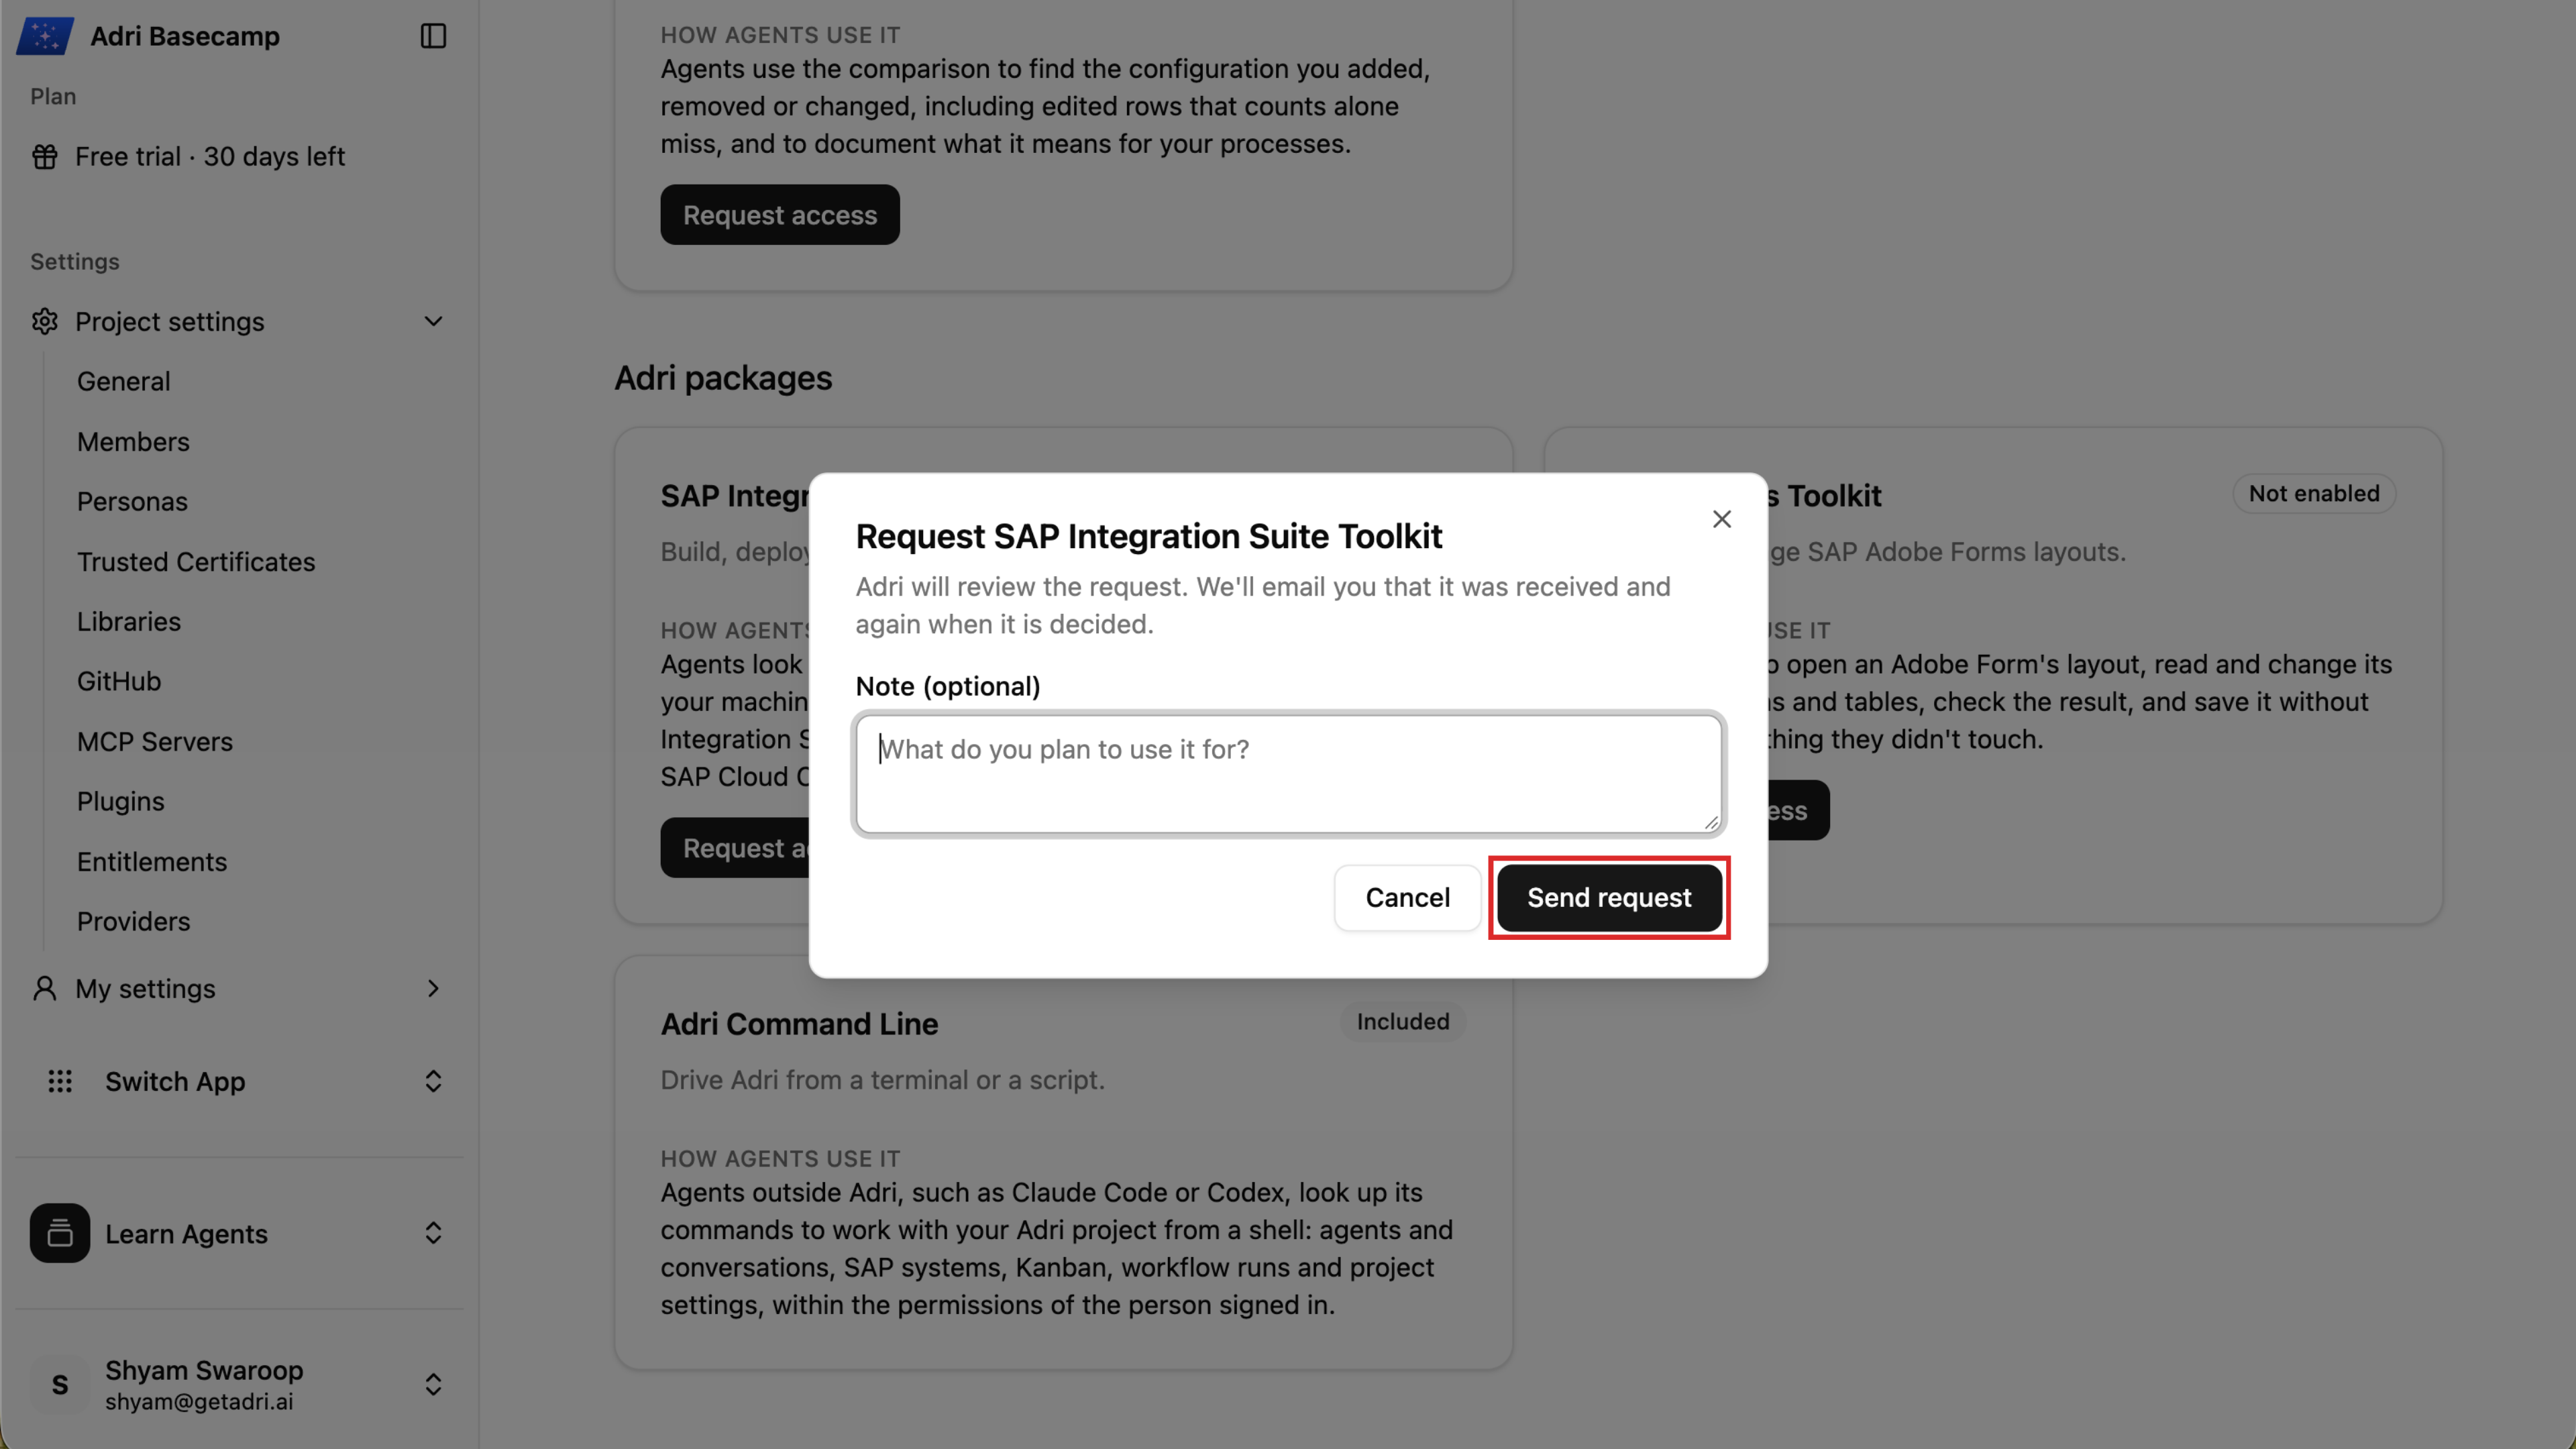 Adri Basecamp
Plan
Free trial · 30 days left
Settings
Project settings
General
Members
Personas
Trusted Certificates
Libraries
GitHub
MCP Servers
Plugins
Entitlements
Providers
My settings
Switch App
Learn Agents
S
Shyam Swaroop
shyam@getadri.ai
HOW AGENTS USE IT
Agents use the comparison to find the configuration you added,
removed or changed, including edited rows that counts alone
miss, and to document what it means for your processes.
Request access
Adri packages
SAP Integr
Build, deploy
HOW AGENTS
Agents look
your machin
Integration S
SAP Cloud C
Request a
s Toolkit
Not enabled
ge SAP Adobe Forms layouts.
USE IT
o open an Adobe Form's layout, read and change its
s and tables, check the result, and save it without
thing they didn't touch.
ess
Request SAP Integration Suite Toolkit
Adri will review the request. We'll email you that it was received and
again when it is decided.
Note (optional)
What do you plan to use it for?
Cancel
Send request
Adri Command Line
Included
Drive Adri from a terminal or a script.
HOW AGENTS USE IT
Agents outside Adri, such as Claude Code or Codex, look up its
commands to work with your Adri project from a shell: agents and
conversations, SAP systems, Kanban, workflow runs and project
settings, within the permissions of the person signed in.